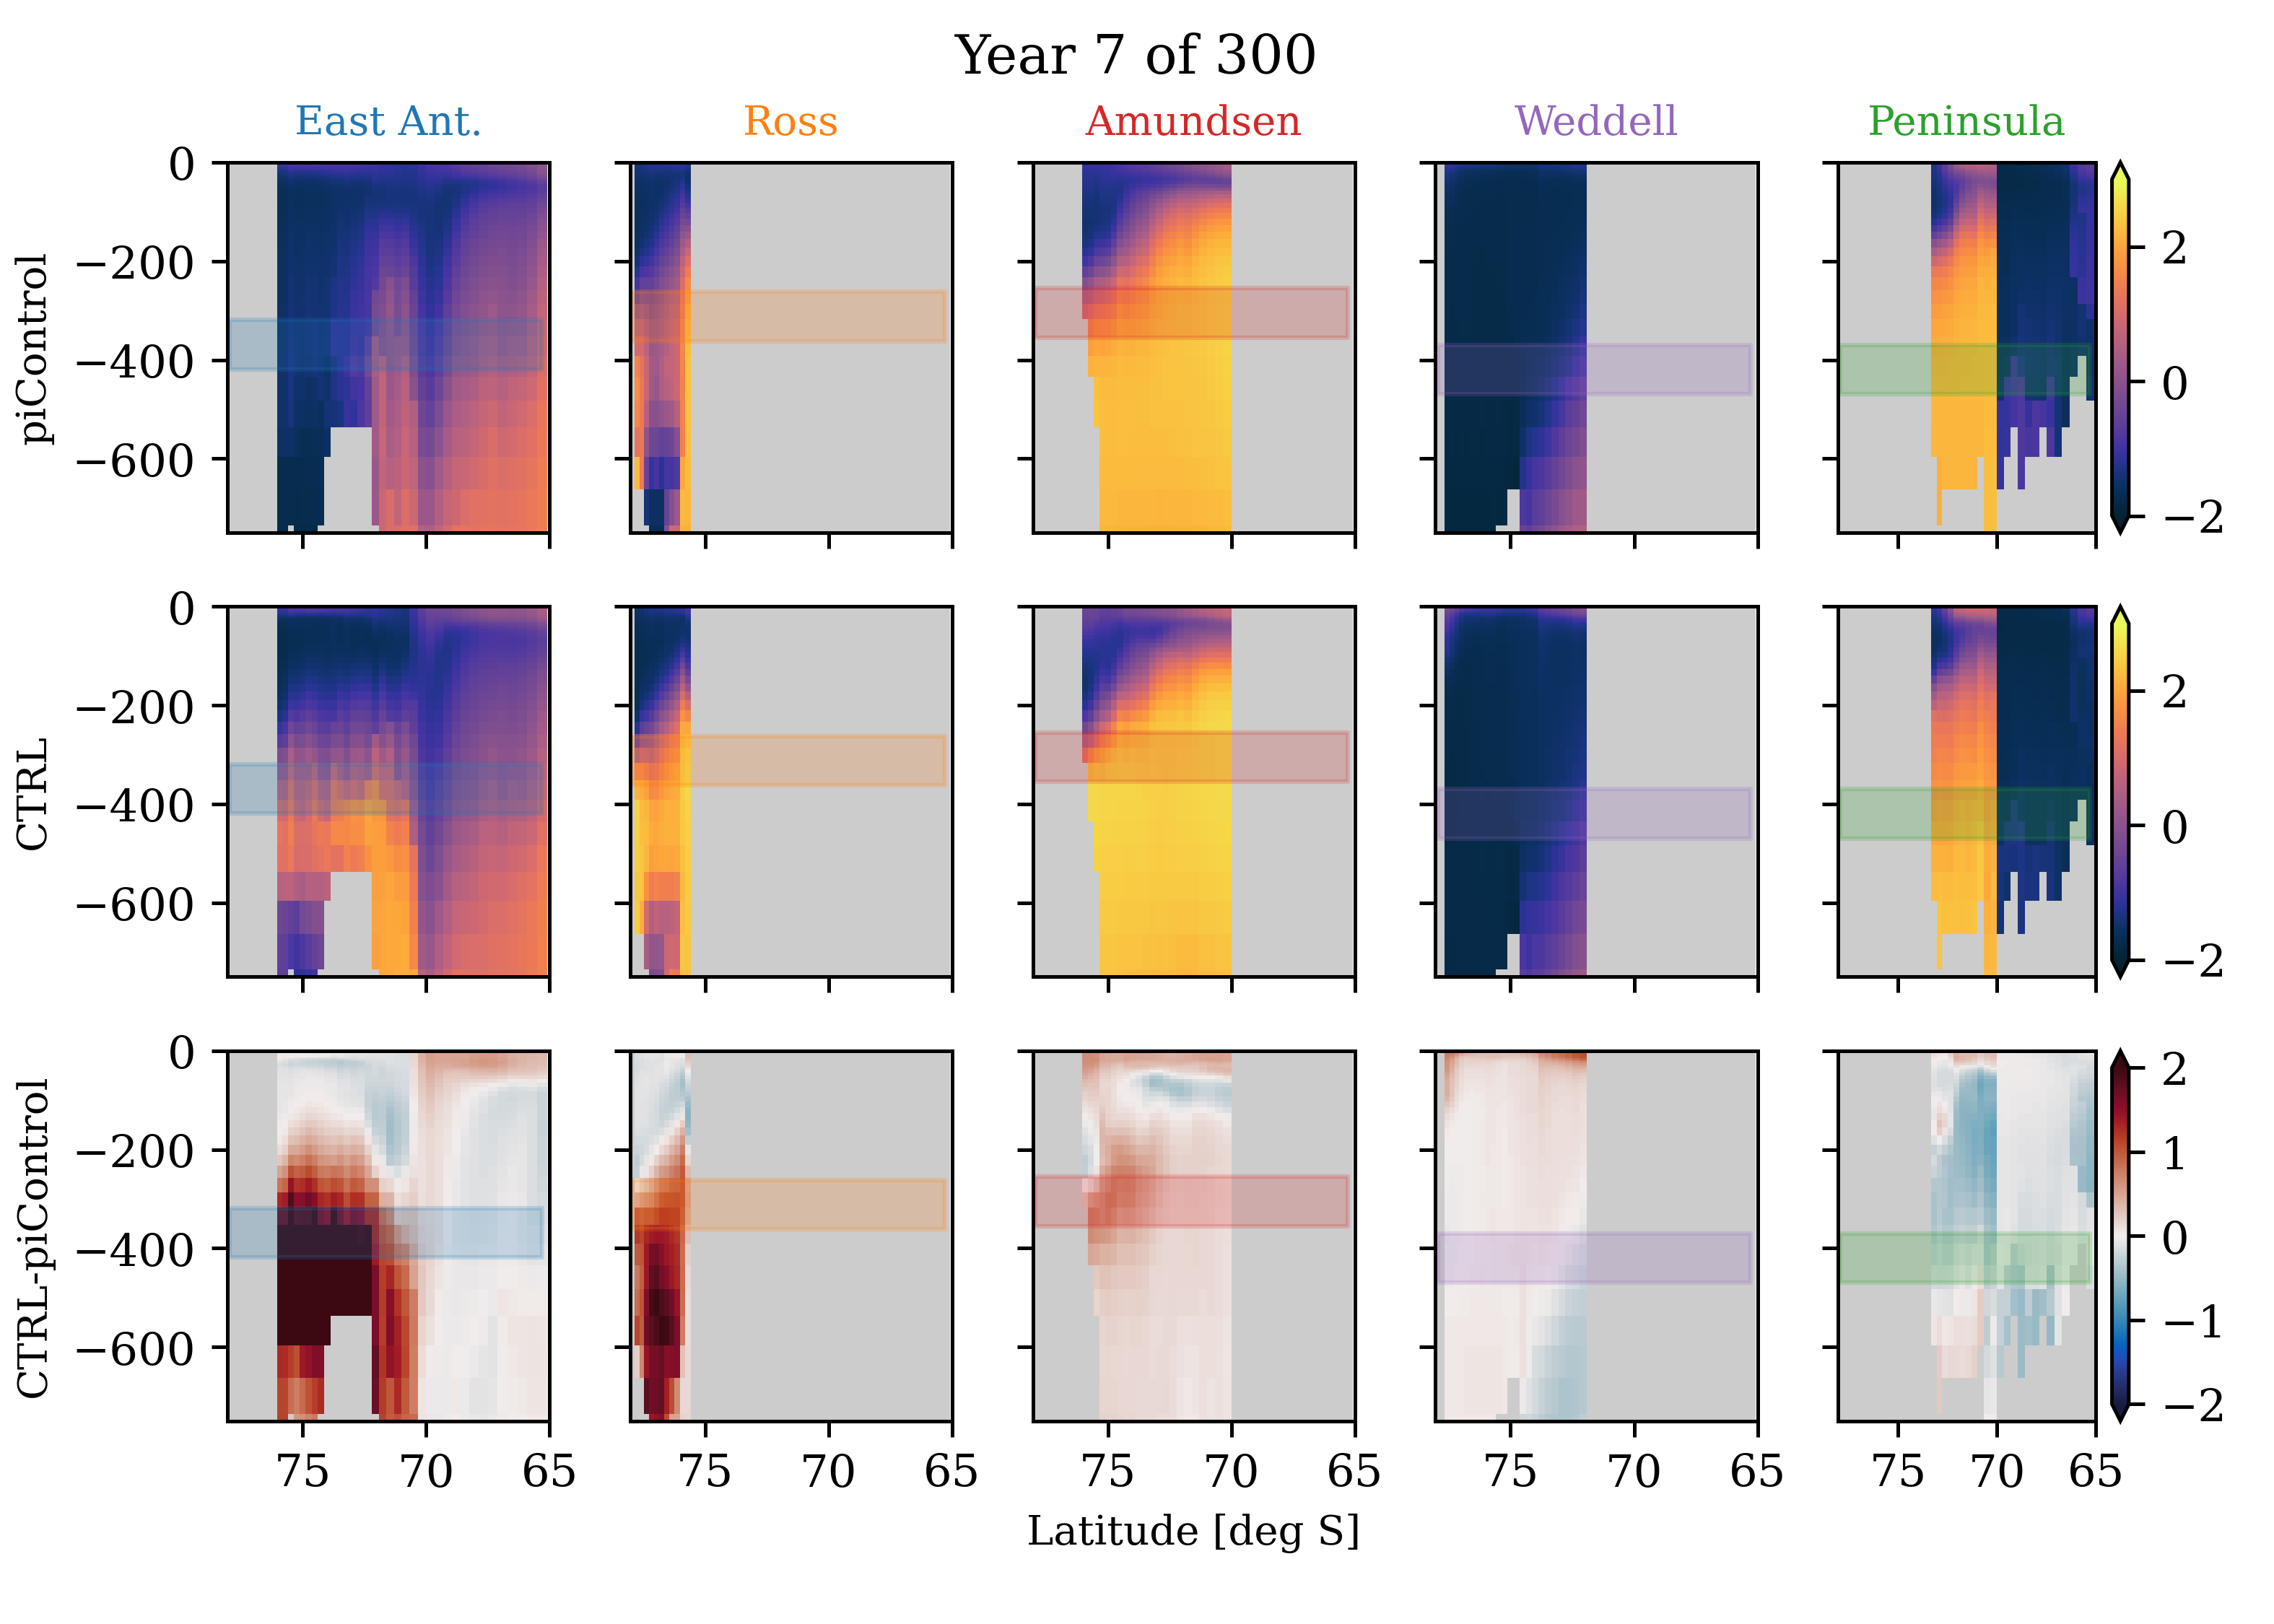 Year 7 of 300
East Ant.
Ross
Amundsen
Weddell
Peninsula
piControl
0
−200
−400
−600
2
0
−2
CTRL
0
−200
−400
−600
2
0
−2
CTRL-piControl
0
−200
−400
−600
2
1
0
−1
−2
75 70 65
75 70 65
75 70 65
75 70 65
75 70 65
Latitude [deg S]